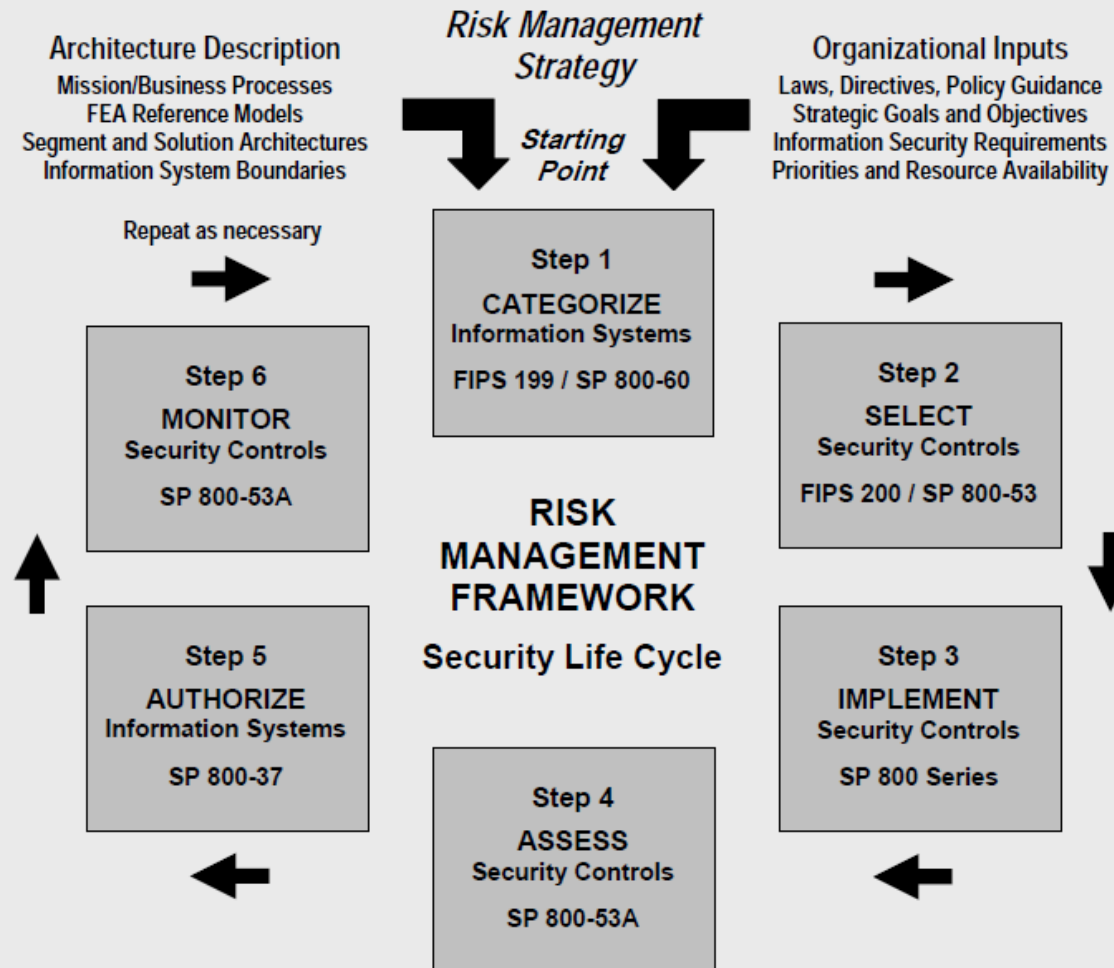 Architecture Description
Mission/Business Processes
FEA Reference Models
Segment and Solution Architectures
Information System Boundaries
Risk Management
Strategy
Starting
Point
Organizational Inputs
Laws, Directives, Policy Guidance
Strategic Goals and Objectives
Information Security Requirements
Priorities and Resource Availability
Repeat as necessary
Step 1
CATEGORIZE
Information Systems
FIPS 199 / SP 800-60
Step 2
SELECT
Security Controls
FIPS 200 / SP 800-53
Step 3
IMPLEMENT
Security Controls
SP 800 Series
Step 4
ASSESS
Security Controls
SP 800-53A
Step 5
AUTHORIZE
Information Systems
SP 800-37
Step 6
MONITOR
Security Controls
SP 800-53A
RISK
MANAGEMENT
FRAMEWORK
Security Life Cycle